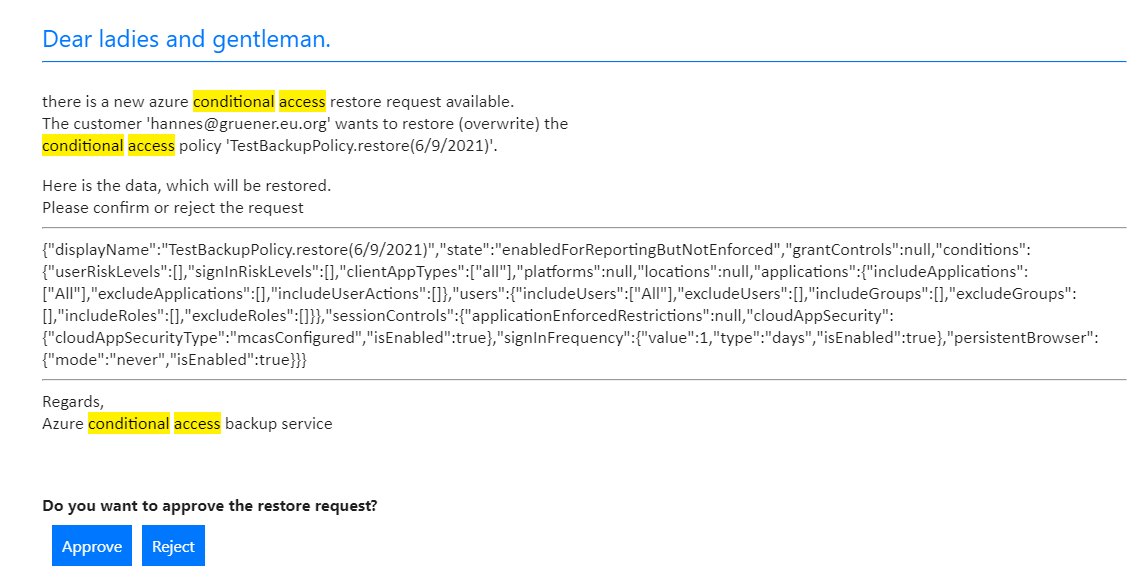 Dear ladies and gentleman.
there is a new azure conditional access restore request available.
The customer 'hannes@gruener.eu.org' wants to restore (overwrite) the
conditional access policy 'TestBackupPolicy.restore(6/9/2021)'.
Here is the data, which will be restored.
Please confirm or reject the request
{"displayName":"TestBackupPolicy.restore(6/9/2021)","state":"enabledForReportingButNotEnforced","grantControls":null,"conditions":
{"userRiskLevels":[],"signInRiskLevels":[],"clientAppTypes":["all"],"platforms":null,"locations":null,"applications":{"includeApplications":
["All"],"excludeApplications":[],"includeUserActions":[]},"users":{"includeUsers":["All"],"excludeUsers":[],"includeGroups":[],"excludeGroups":
[],"includeRoles":[],"excludeRoles":[]}},"sessionControls":{"applicationEnforcedRestrictions":null,"cloudAppSecurity":
{"cloudAppSecurityType":"mcasConfigured","isEnabled":true},"signInFrequency":{"value":1,"type":"days","isEnabled":true},"persistentBrowser":
{"mode":"never","isEnabled":true}}}
Regards,
Azure conditional access backup service
Do you want to approve the restore request?
Approve Reject